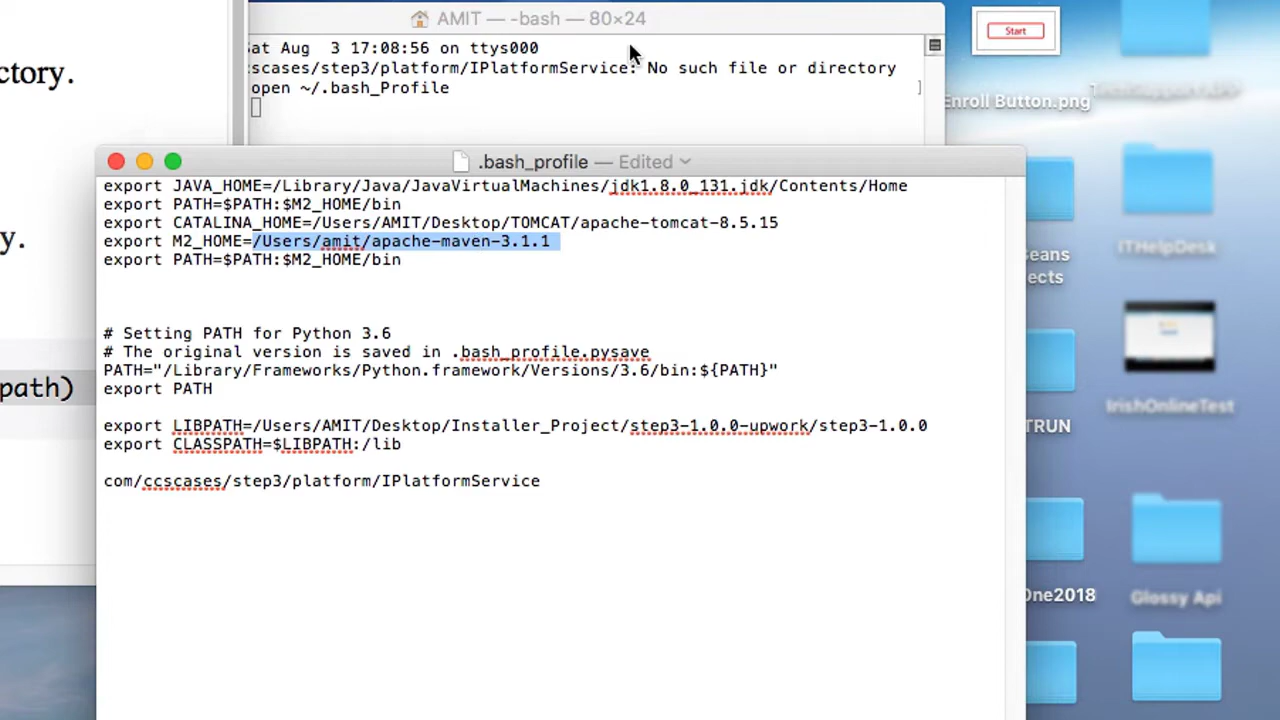 ctory.
y.
path)
AMIT — -bash — 80×24
Sat Aug  3 17:08:56 on ttys000
scases/step3/platform/IPlatformService: No such file or directory
open ~/.bash_Profile
.bash_profile — Edited
export JAVA_HOME=/Library/Java/JavaVirtualMachines/jdk1.8.0_131.jdk/Contents/Home
export PATH=$PATH:$M2_HOME/bin
export CATALINA_HOME=/Users/AMIT/Desktop/TOMCAT/apache-tomcat-8.5.15
export M2_HOME=/Users/amit/apache-maven-3.1.1
export PATH=$PATH:$M2_HOME/bin
# Setting PATH for Python 3.6
# The original version is saved in .bash_profile.pysave
PATH="/Library/Frameworks/Python.framework/Versions/3.6/bin:${PATH}"
export PATH
export LIBPATH=/Users/AMIT/Desktop/Installer_Project/step3-1.0.0-upwork/step3-1.0.0
export CLASSPATH=$LIBPATH:/lib
com/ccscases/step3/platform/IPlatformService
Start
Enroll Button.png
Beans
ects
ITHelpDesk
IrishOnlineTest
TRUN
One2018
Glossy Api